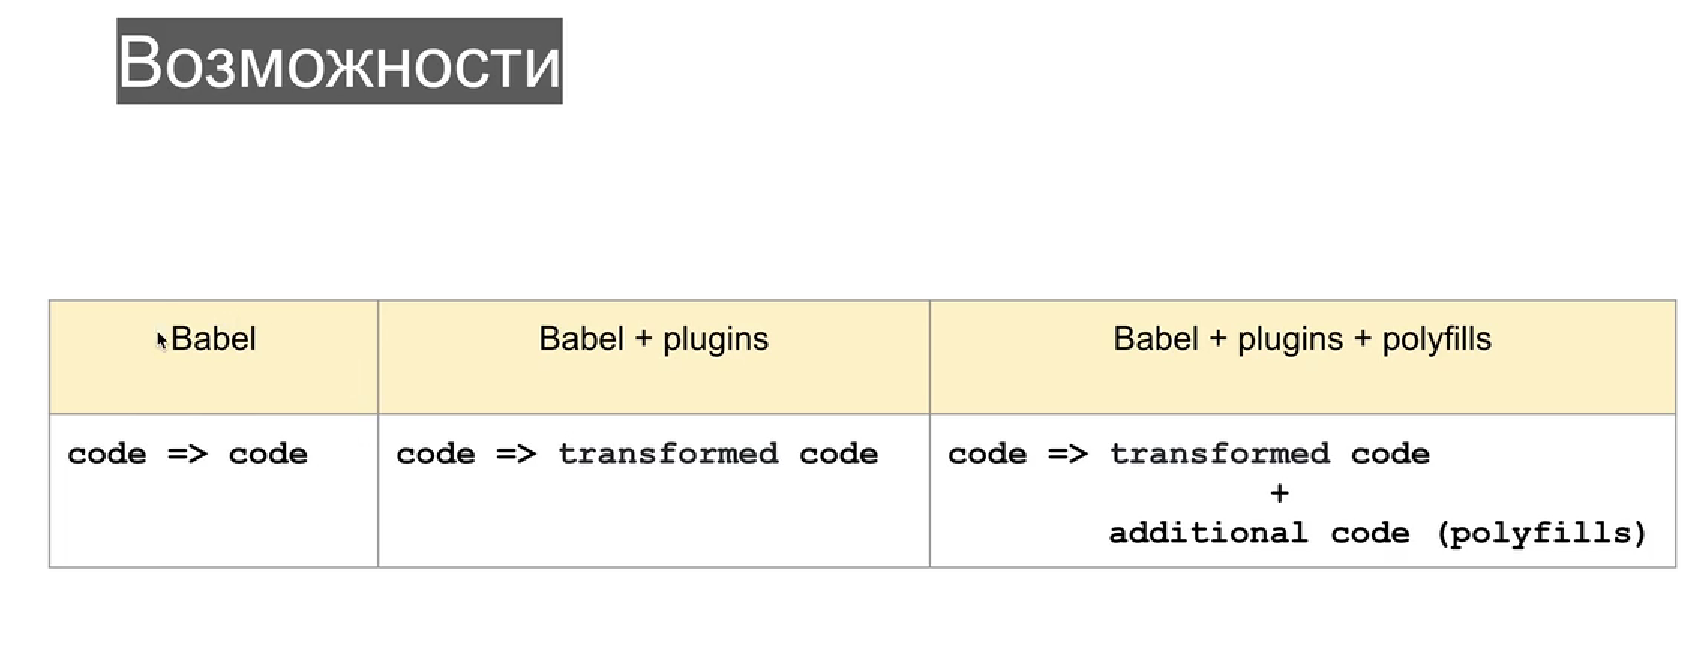 Возможности
Babel
Babel + plugins
Babel + plugins + polyfills
code => code
code => transformed code
code => transformed code
+
additional code (polyfills)